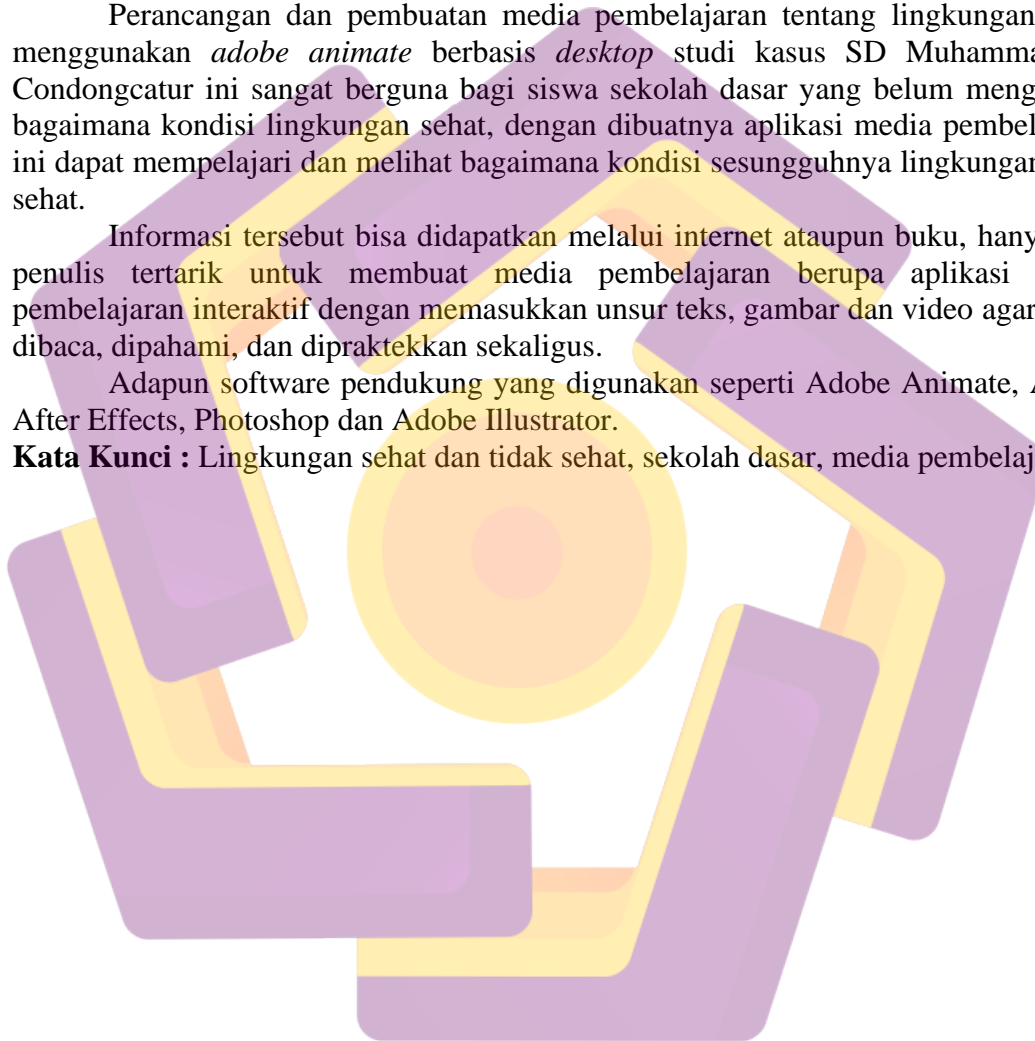 Perancangan dan pembuatan media pembelajaran tentang lingkungan
menggunakan adobe animate berbasis desktop studi kasus SD Muhamma
Condongcatur ini sangat berguna bagi siswa sekolah dasar yang belum meng
bagaimana kondisi lingkungan sehat, dengan dibuatnya aplikasi media pembel
ini dapat mempelajari dan melihat bagaimana kondisi sesungguhnya lingkungan
sehat.
Informasi tersebut bisa didapatkan melalui internet ataupun buku, hany
penulis tertarik untuk membuat media pembelajaran berupa aplikasi
pembelajaran interaktif dengan memasukkan unsur teks, gambar dan video agar
dibaca, dipahami, dan dipraktekkan sekaligus.
Adapun software pendukung yang digunakan seperti Adobe Animate, A
After Effects, Photoshop dan Adobe Illustrator.
Kata Kunci : Lingkungan sehat dan tidak sehat, sekolah dasar, media pembelaj